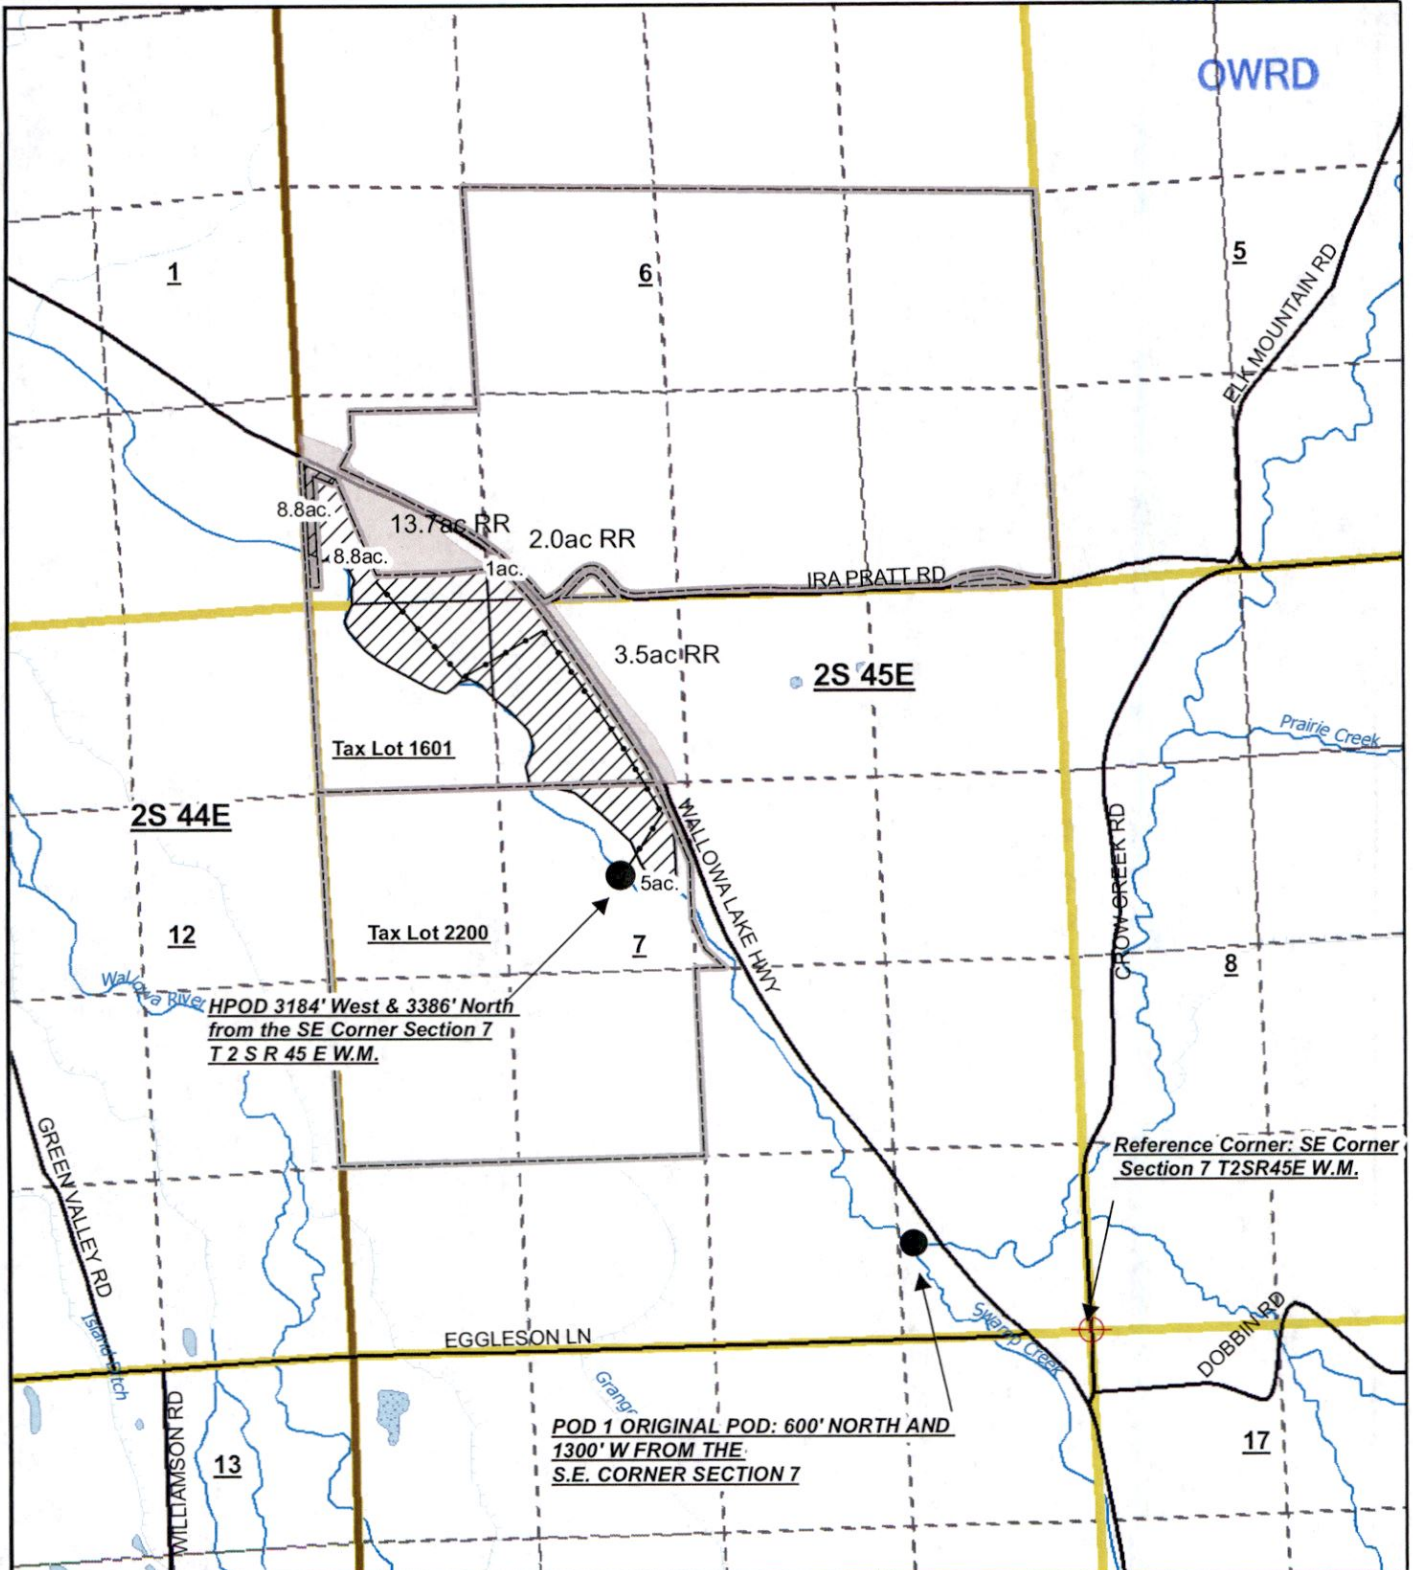 OWRD
1
6
5
ELK MOUNTAIN RD
8.8ac.
13.7ac RR
2.0ac RR
8.8ac.
1ac.
IRA PRATT RD
3.5ac RR
2S 45E
Prairie Creek
Tax Lot 1601
2S 44E
WALLOWA LAKE HWY
CROW CREEK RD
5ac.
12
Tax Lot 2200
7
8
Wallowa River
HPOD 3184' West & 3386' North
from the SE Corner Section 7
T 2 S R 45 E W.M.
GREEN VALLEY RD
Reference Corner: SE Corner
Section 7 T2SR45E W.M.
Island Ditch
EGGLESON LN
Swamp Creek
DOBBIN RD
Grange
POD 1 ORIGINAL POD: 600' NORTH AND
1300' W FROM THE
S.E. CORNER SECTION 7
WILLIAMSON RD
13
17